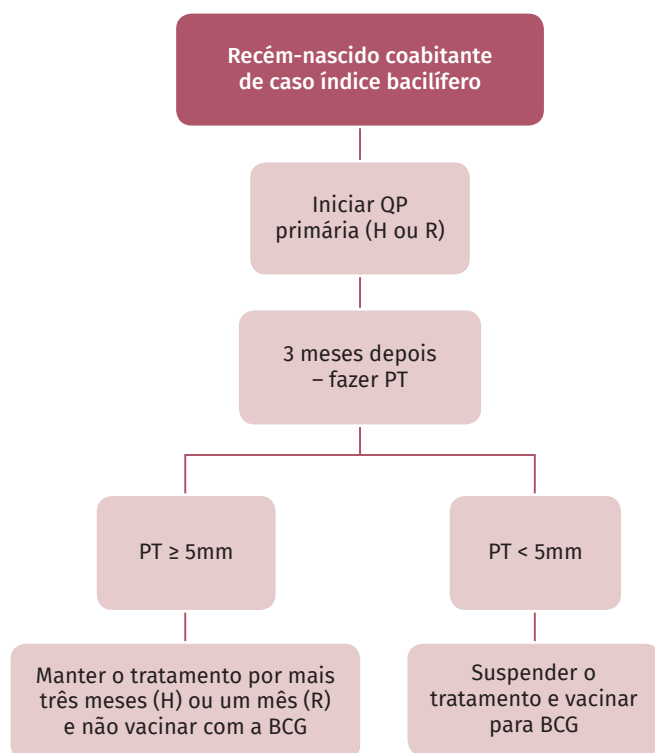 Recém-nascido coabitante
de caso índice bacilífero
Iniciar QP
primária (H ou R)
3 meses depois
– fazer PT
PT ≥ 5mm
PT < 5mm
Manter o tratamento por mais
três meses (H) ou um mês (R)
e não vacinar com a BCG
Suspender o
tratamento e vacinar
para BCG